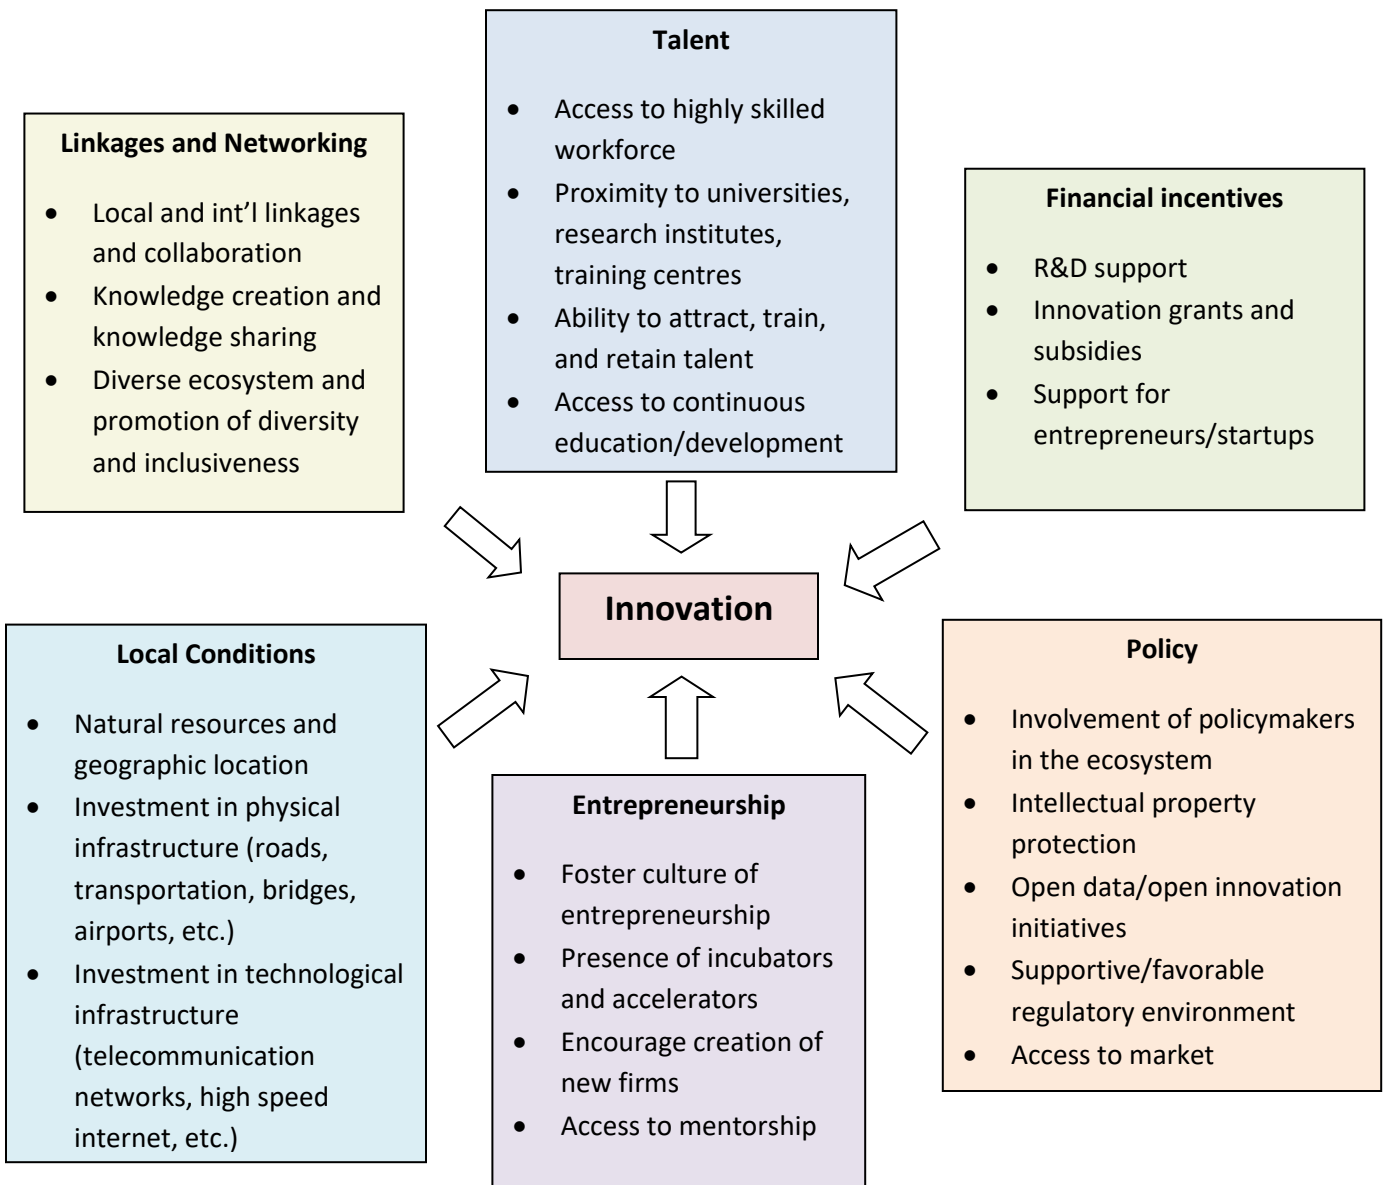 Talent
• Access to highly skilled
workforce
• Proximity to universities,
research institutes,
training centres
• Ability to attract, train,
and retain talent
• Access to continuous
education/development
Linkages and Networking
• Local and int’l linkages
and collaboration
• Knowledge creation and
knowledge sharing
• Diverse ecosystem and
promotion of diversity
and inclusiveness
Financial incentives
• R&D support
• Innovation grants and
subsidies
• Support for
entrepreneurs/startups
Innovation
Local Conditions
• Natural resources and
geographic location
• Investment in physical
infrastructure (roads,
transportation, bridges,
airports, etc.)
• Investment in technological
infrastructure
(telecommunication
networks, high speed
internet, etc.)
Entrepreneurship
• Foster culture of
entrepreneurship
• Presence of incubators
and accelerators
• Encourage creation of
new firms
• Access to mentorship
Policy
• Involvement of policymakers
in the ecosystem
• Intellectual property
protection
• Open data/open innovation
initiatives
• Supportive/favorable
regulatory environment
• Access to market